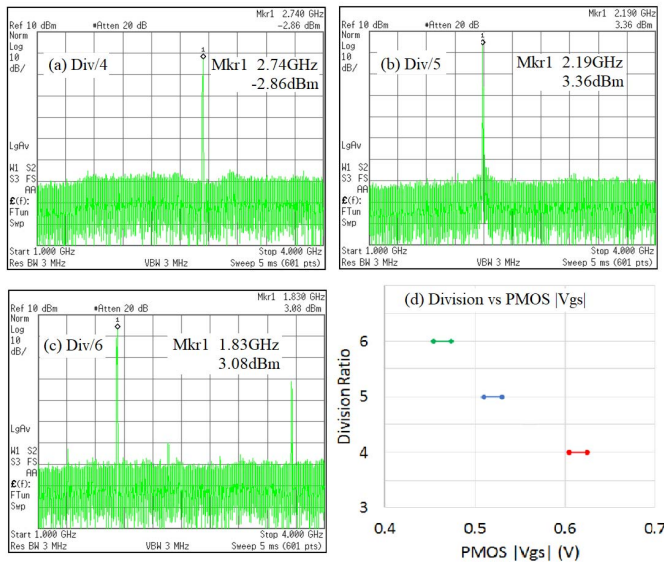 Mkr1 2.740 GHz
Ref 10 dBm
*Atten 20 dB
-2.86 dBm
Norm
Log
10
dB/
1
(a) Div/4
Mkr1 2.74GHz
-2.86dBm
LgAv
W1 S2
S3 FS
AA
£(f):
FTun
Swp
Start 1.000 GHz
Stop 4.000 GHz
Res BW 3 MHz
VBW 3 MHz
Sweep 5 ms (601 pts)
Mkr1 2.190 GHz
Ref 10 dBm
*Atten 20 dB
3.36 dBm
Norm
Log
10
dB/
1
(b) Div/5
Mkr1 2.19GHz
3.36dBm
LgAv
W1 S2
S3 FS
AA
£(f):
FTun
Swp
Start 1.000 GHz
Stop 4.000 GHz
Res BW 3 MHz
VBW 3 MHz
Sweep 5 ms (601 pts)
Mkr1 1.830 GHz
Ref 10 dBm
*Atten 20 dB
3.08 dBm
Norm
Log
10
dB/
1
(c) Div/6
Mkr1 1.83GHz
3.08dBm
LgAv
W1 S2
S3 FS
AA
£(f):
FTun
Swp
Start 1.000 GHz
Stop 4.000 GHz
Res BW 3 MHz
VBW 3 MHz
Sweep 5 ms (601 pts)
(d) Division vs PMOS |Vgs|
Division Ratio
6
5
4
3
0.4
0.5
0.6
0.7
PMOS |Vgs| (V)